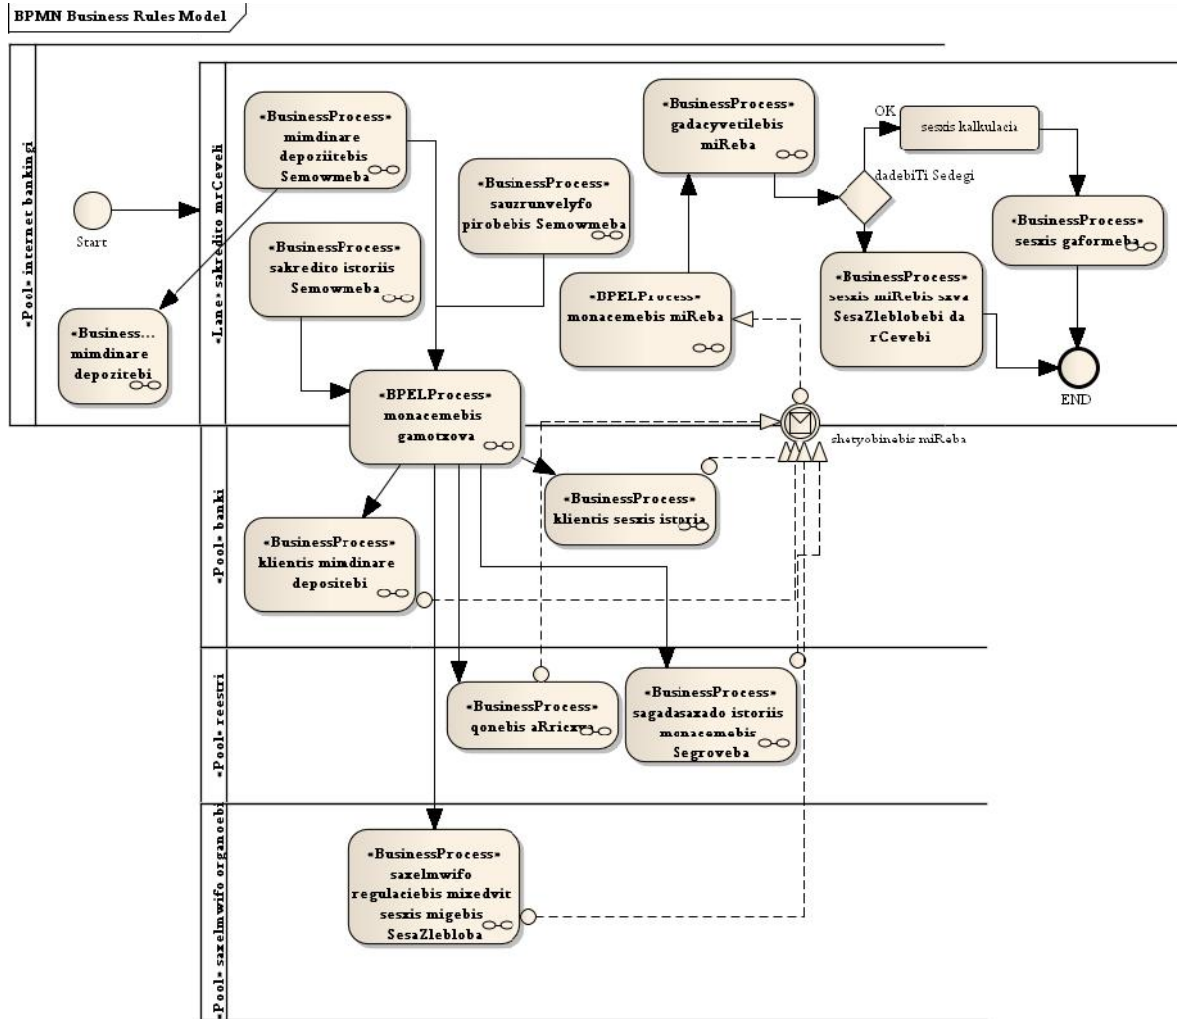 BPMN Business Rules Model
«Pool» internet bankingi
«Lane» sakredito mrCeveli
Start
«BusinessProcess»
mimdinare
depoziitebis
Semowmeba
«BusinessProcess»
sauzrunvelyfo
pirobebis Semowmeba
«BusinessProcess»
sakredito istoriis
Semowmeba
«Business...
mimdinare
depozitebi
«BusinessProcess»
gadacyvetilebis
miReba
OK
sesxis kalkulacia
dadebiTi Sedegi
«BusinessProcess»
sesxis gaformeba
«BPELProcess»
monacemebis miReba
«BusinessProcess»
sesxis miRebis sxva
SesaZleblobebi da
rCevebi
END
«BPELProcess»
monacemebis
gamotxova
shetyobinebis miReba
«Pool» banki
«BusinessProcess»
klientis sesxis istoria
«BusinessProcess»
klientis mimdinare
depositebi
«Pool» reestri
«BusinessProcess»
qonebis aRricxva
«BusinessProcess»
sagadasaxado istoriis
monacemebis
Segroveba
«Pool» saxelmwifo organoebi
«BusinessProcess»
saxelmwifo
regulaciebis mixedvit
sesxis migebis
SesaZlebloba